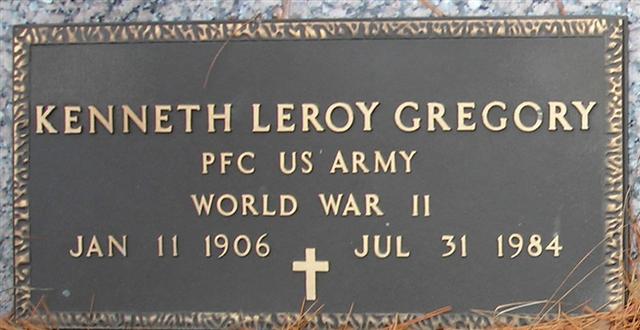 KENNETH LEROY GREGORY
PFC US ARMY
WORLD WAR II
JAN 11 1906 JUL 31 1984